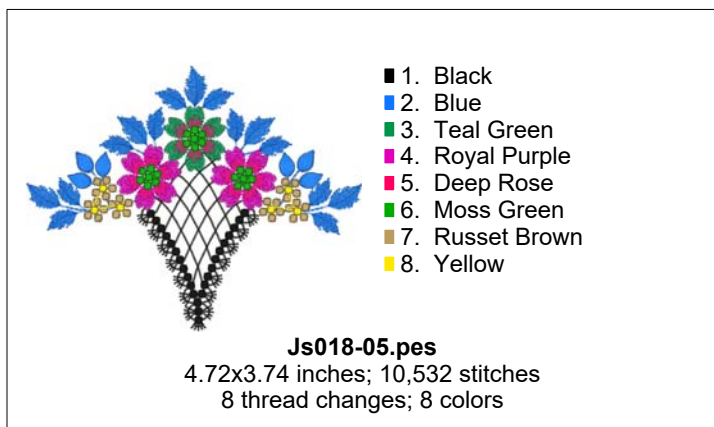 1. Black
2. Blue
3. Teal Green
4. Royal Purple
5. Deep Rose
6. Moss Green
7. Russet Brown
8. Yellow
Js018-05.pes
4.72x3.74 inches; 10,532 stitches
8 thread changes; 8 colors